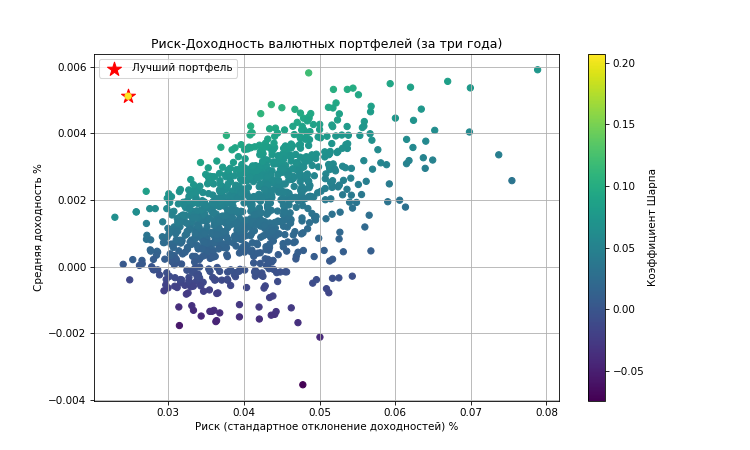 Риск-Доходность валютных портфелей (за три года)
Лучший портфель
Средняя доходность %
0.006
0.004
0.002
0.000
−0.002
−0.004
0.03 0.04 0.05 0.06 0.07 0.08
Риск (стандартное отклонение доходностей) %
0.20
0.15
0.10
0.05
0.00
−0.05
Коэффициент Шарпа